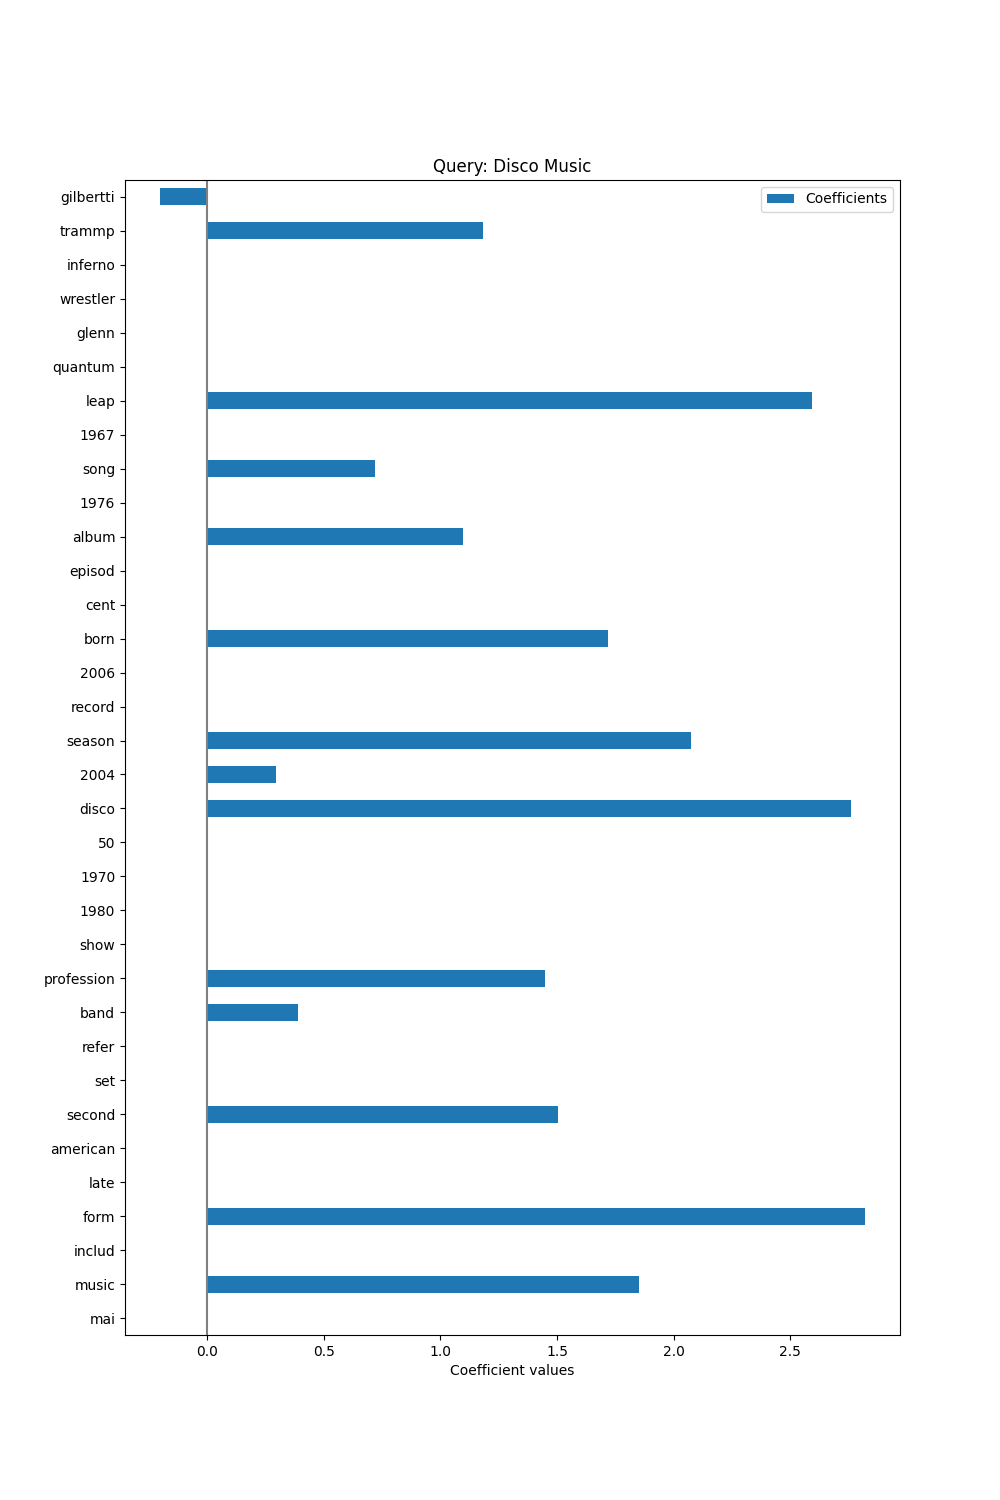 Query: Disco Music
Coefficients
gilbertti
trammp
inferno
wrestler
glenn
quantum
leap
1967
song
1976
album
episod
cent
born
2006
record
season
2004
disco
50
1970
1980
show
profession
band
refer
set
second
american
late
form
includ
music
mai
0.0 0.5 1.0 1.5 2.0 2.5
Coefficient values